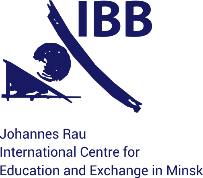 IBB
Johannes Rau
International Centre for
Education and Exchange in Minsk